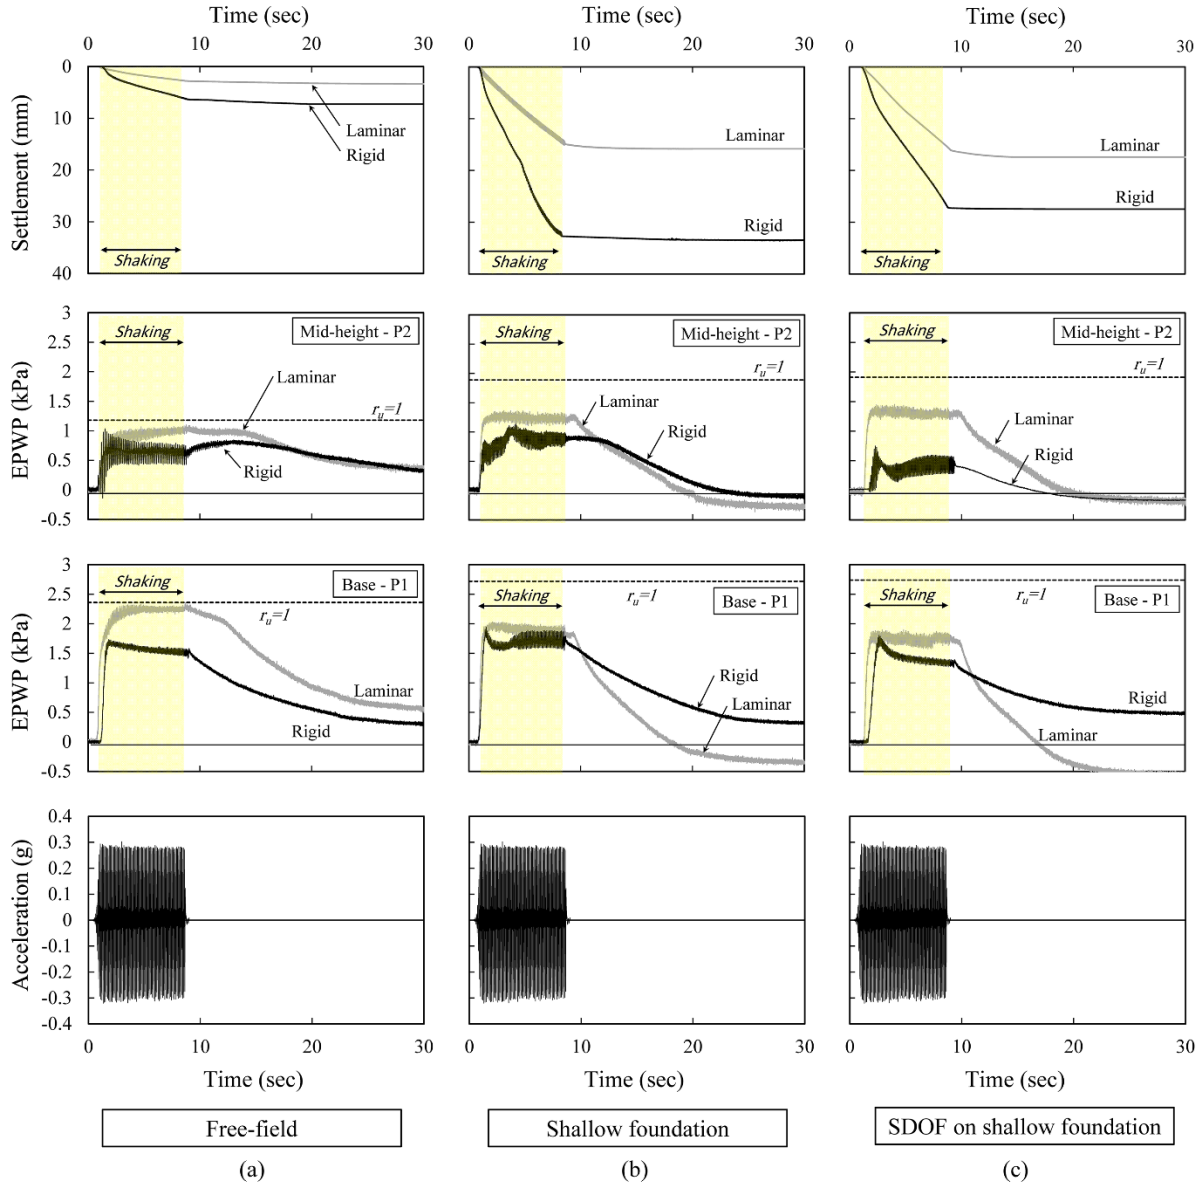 Time (sec) Time (sec) Time (sec)
0 10 20 30 0 10 20 30 0 10 20 30
Settlement (mm)
0
10
20
30
40
Laminar
Rigid
Shaking
Laminar
Rigid
Shaking
Laminar
Rigid
Shaking
EPWP (kPa)
3
2.5
2
1.5
1
0.5
0
-0.5
Shaking
Mid-height - P2
Laminar
r_u=1
Rigid
Shaking
Mid-height - P2
r_u=1
Laminar
Rigid
Shaking
Mid-height - P2
r_u=1
Laminar
Rigid
EPWP (kPa)
3
2.5
2
1.5
1
0.5
0
-0.5
Shaking
Base - P1
r_u=1
Laminar
Rigid
Shaking
r_u=1
Base - P1
Rigid
Laminar
Shaking
r_u=1
Base - P1
Rigid
Laminar
Acceleration (g)
0.4
0.3
0.2
0.1
0
-0.1
-0.2
-0.3
-0.4
0 10 20 30 0 10 20 30 0 10 20 30
Time (sec) Time (sec) Time (sec)
Free-field Shallow foundation SDOF on shallow foundation
(a) (b) (c)